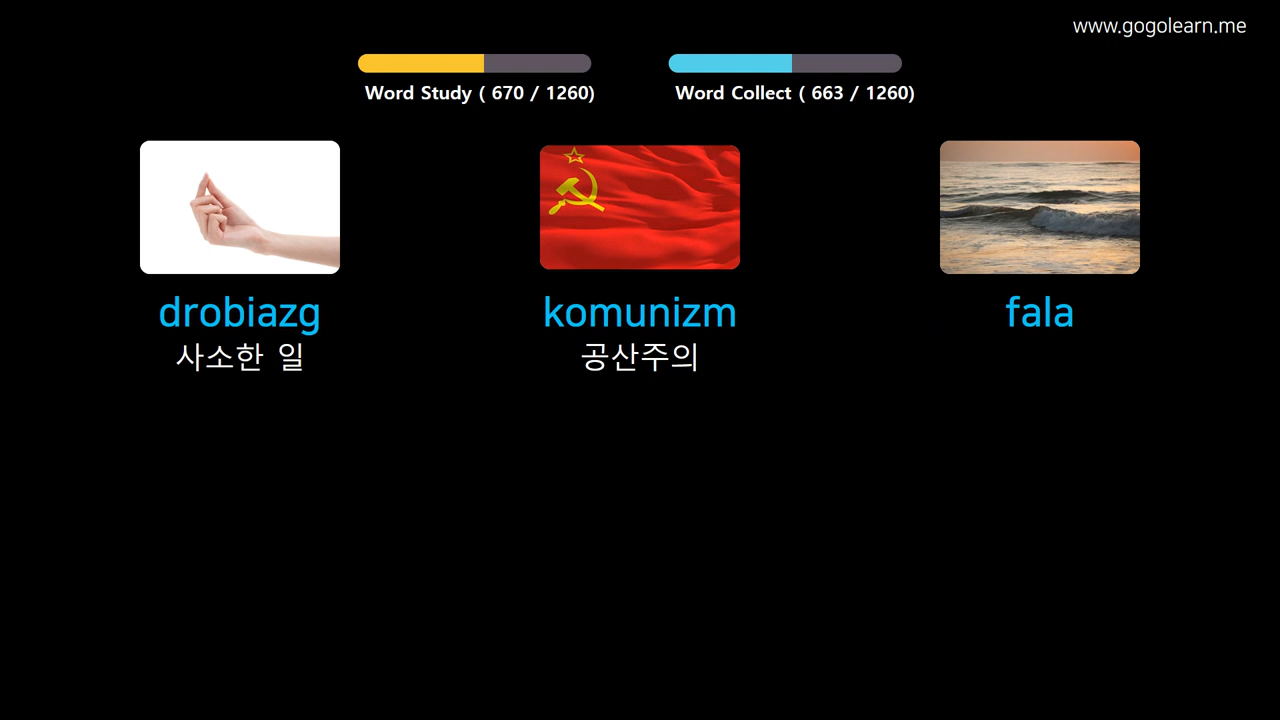 www.gogolearn.me
Word Study ( 670 / 1260)
Word Collect ( 663 / 1260)
drobiazg
사소한 일
komunizm
공산주의
fala